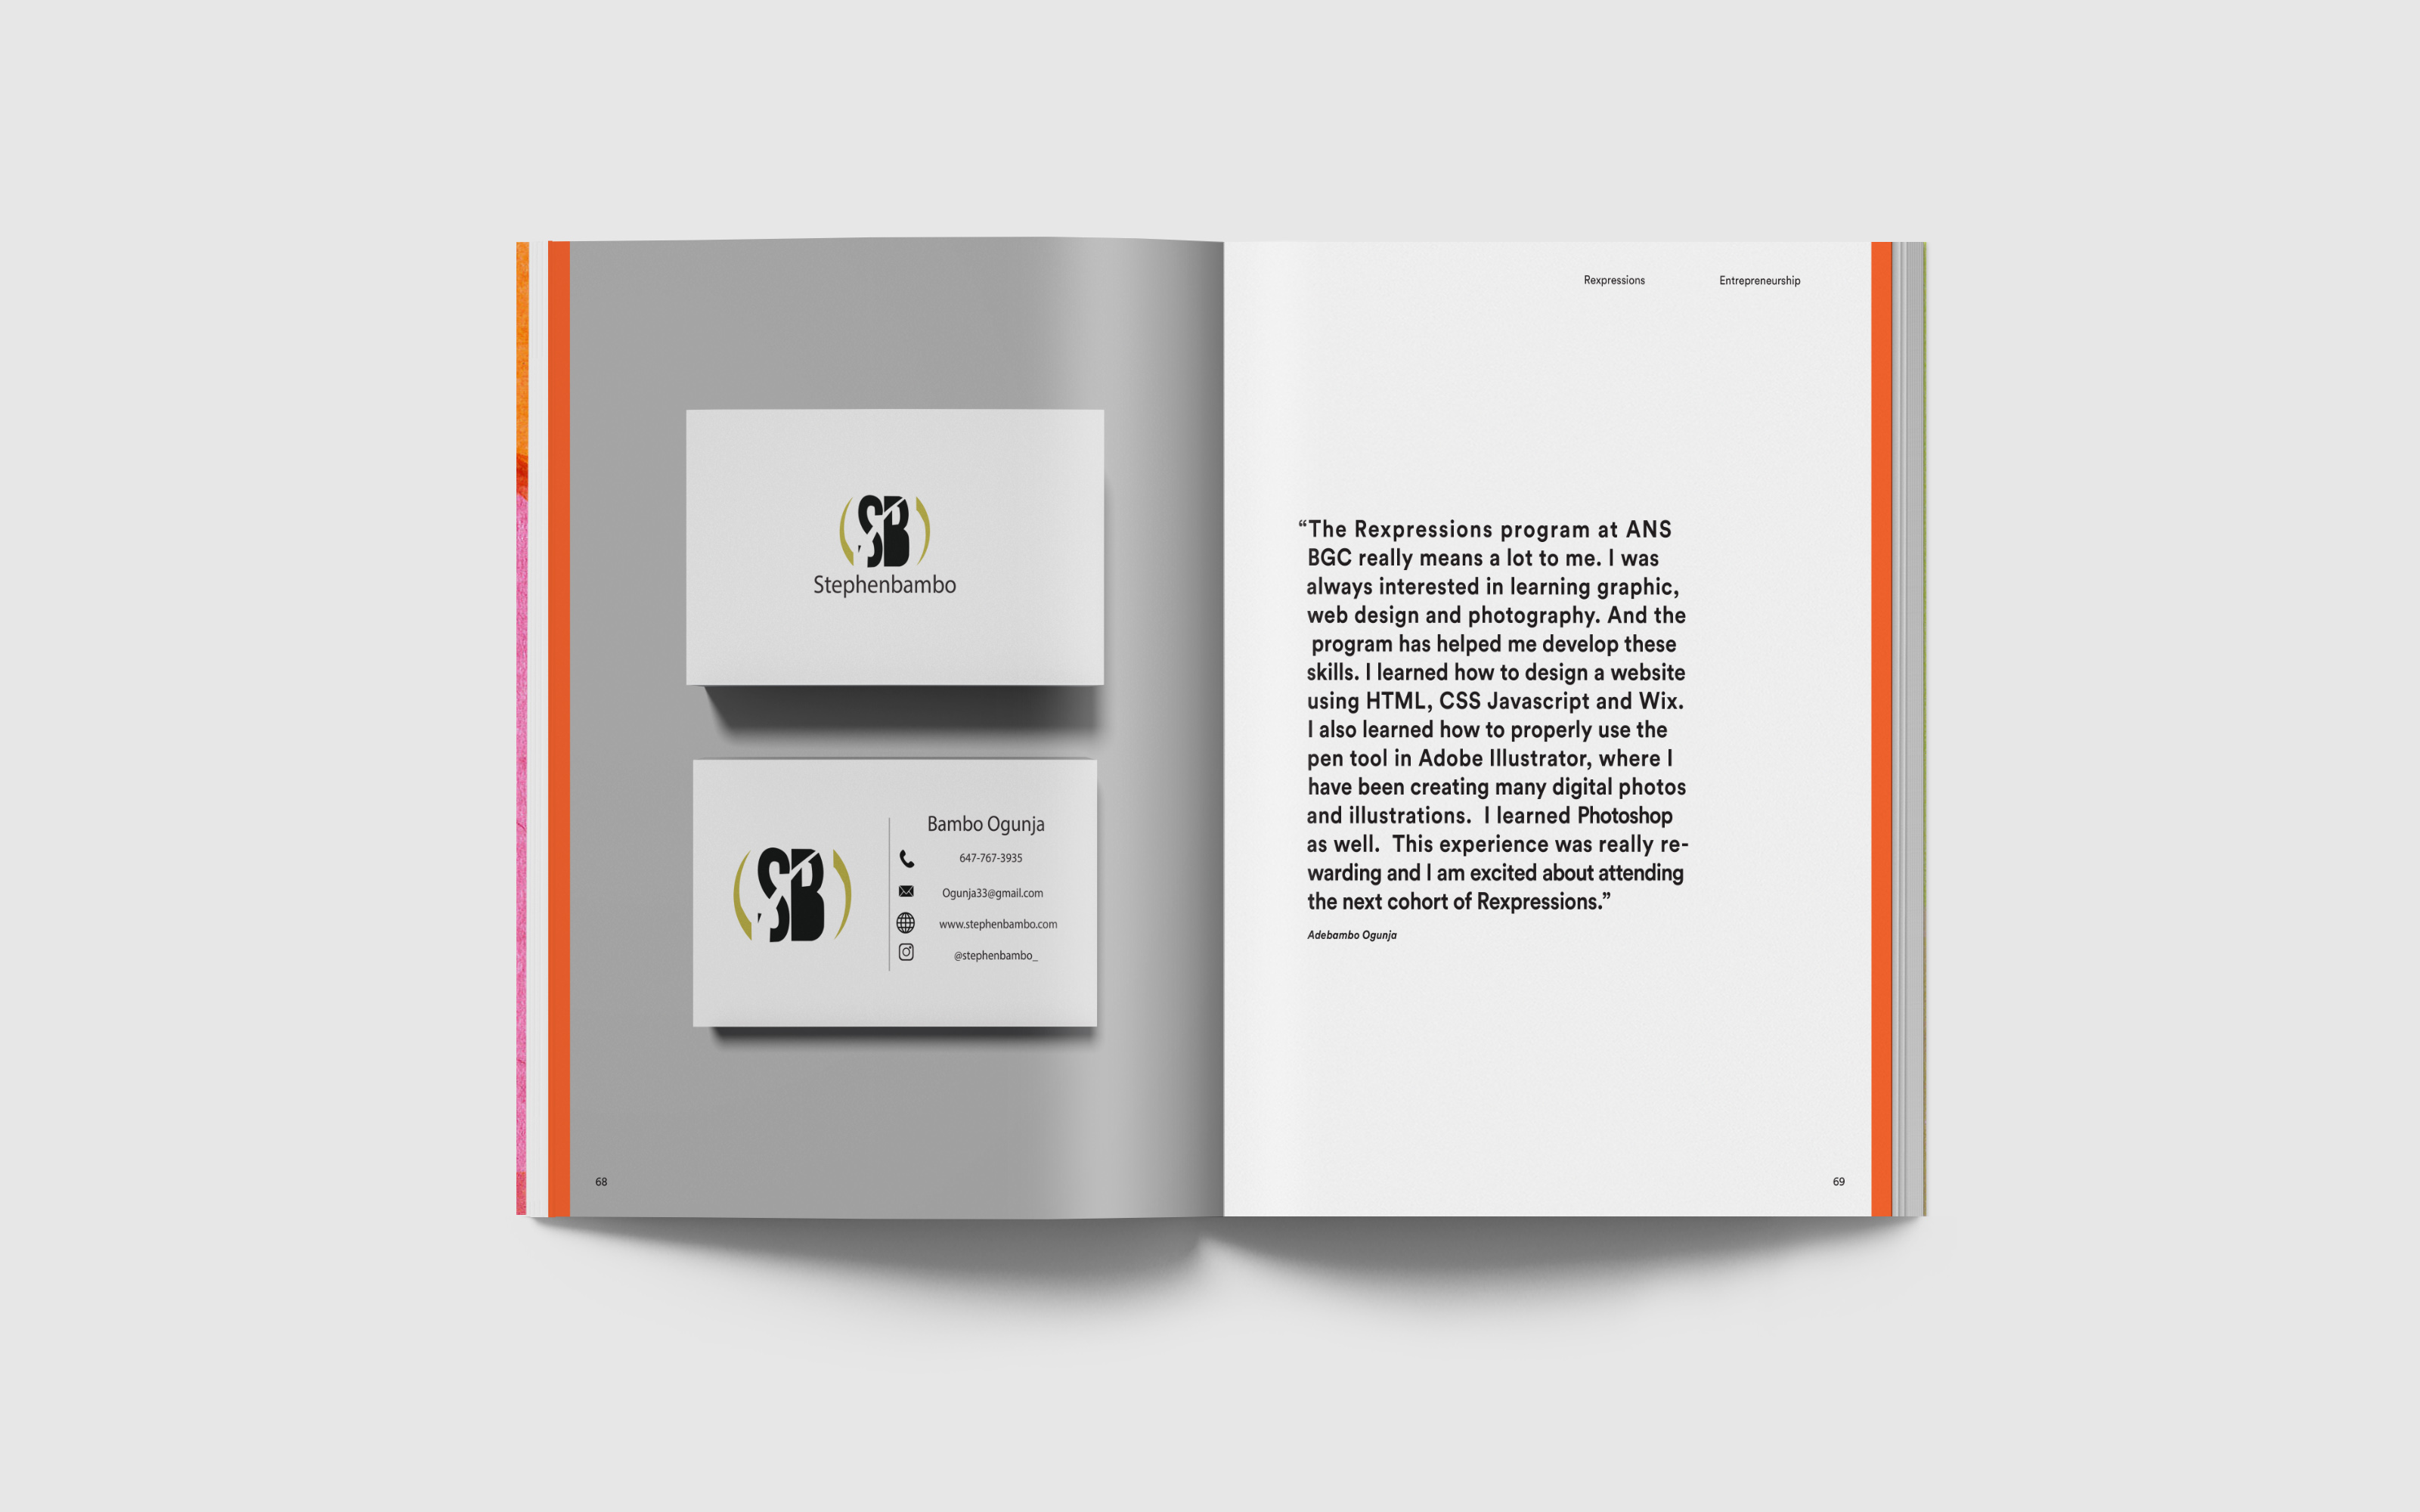 SB
Stephenbambo
SB
Bambo Ogunja
647-767-3935
Ogunja33@gmail.com
www.stephenbambo.com
@stephenbambo_
68
Rexpressions Entrepreneurship
“The Rexpressions program at ANS
BGC really means a lot to me. I was
always interested in learning graphic,
web design and photography. And the
program has helped me develop these
skills. I learned how to design a website
using HTML, CSS Javascript and Wix.
I also learned how to properly use the
pen tool in Adobe Illustrator, where I
have been creating many digital photos
and illustrations.  I learned Photoshop
as well.  This experience was really re-
warding and I am excited about attending
the next cohort of Rexpressions.”
Adebambo Ogunja
69